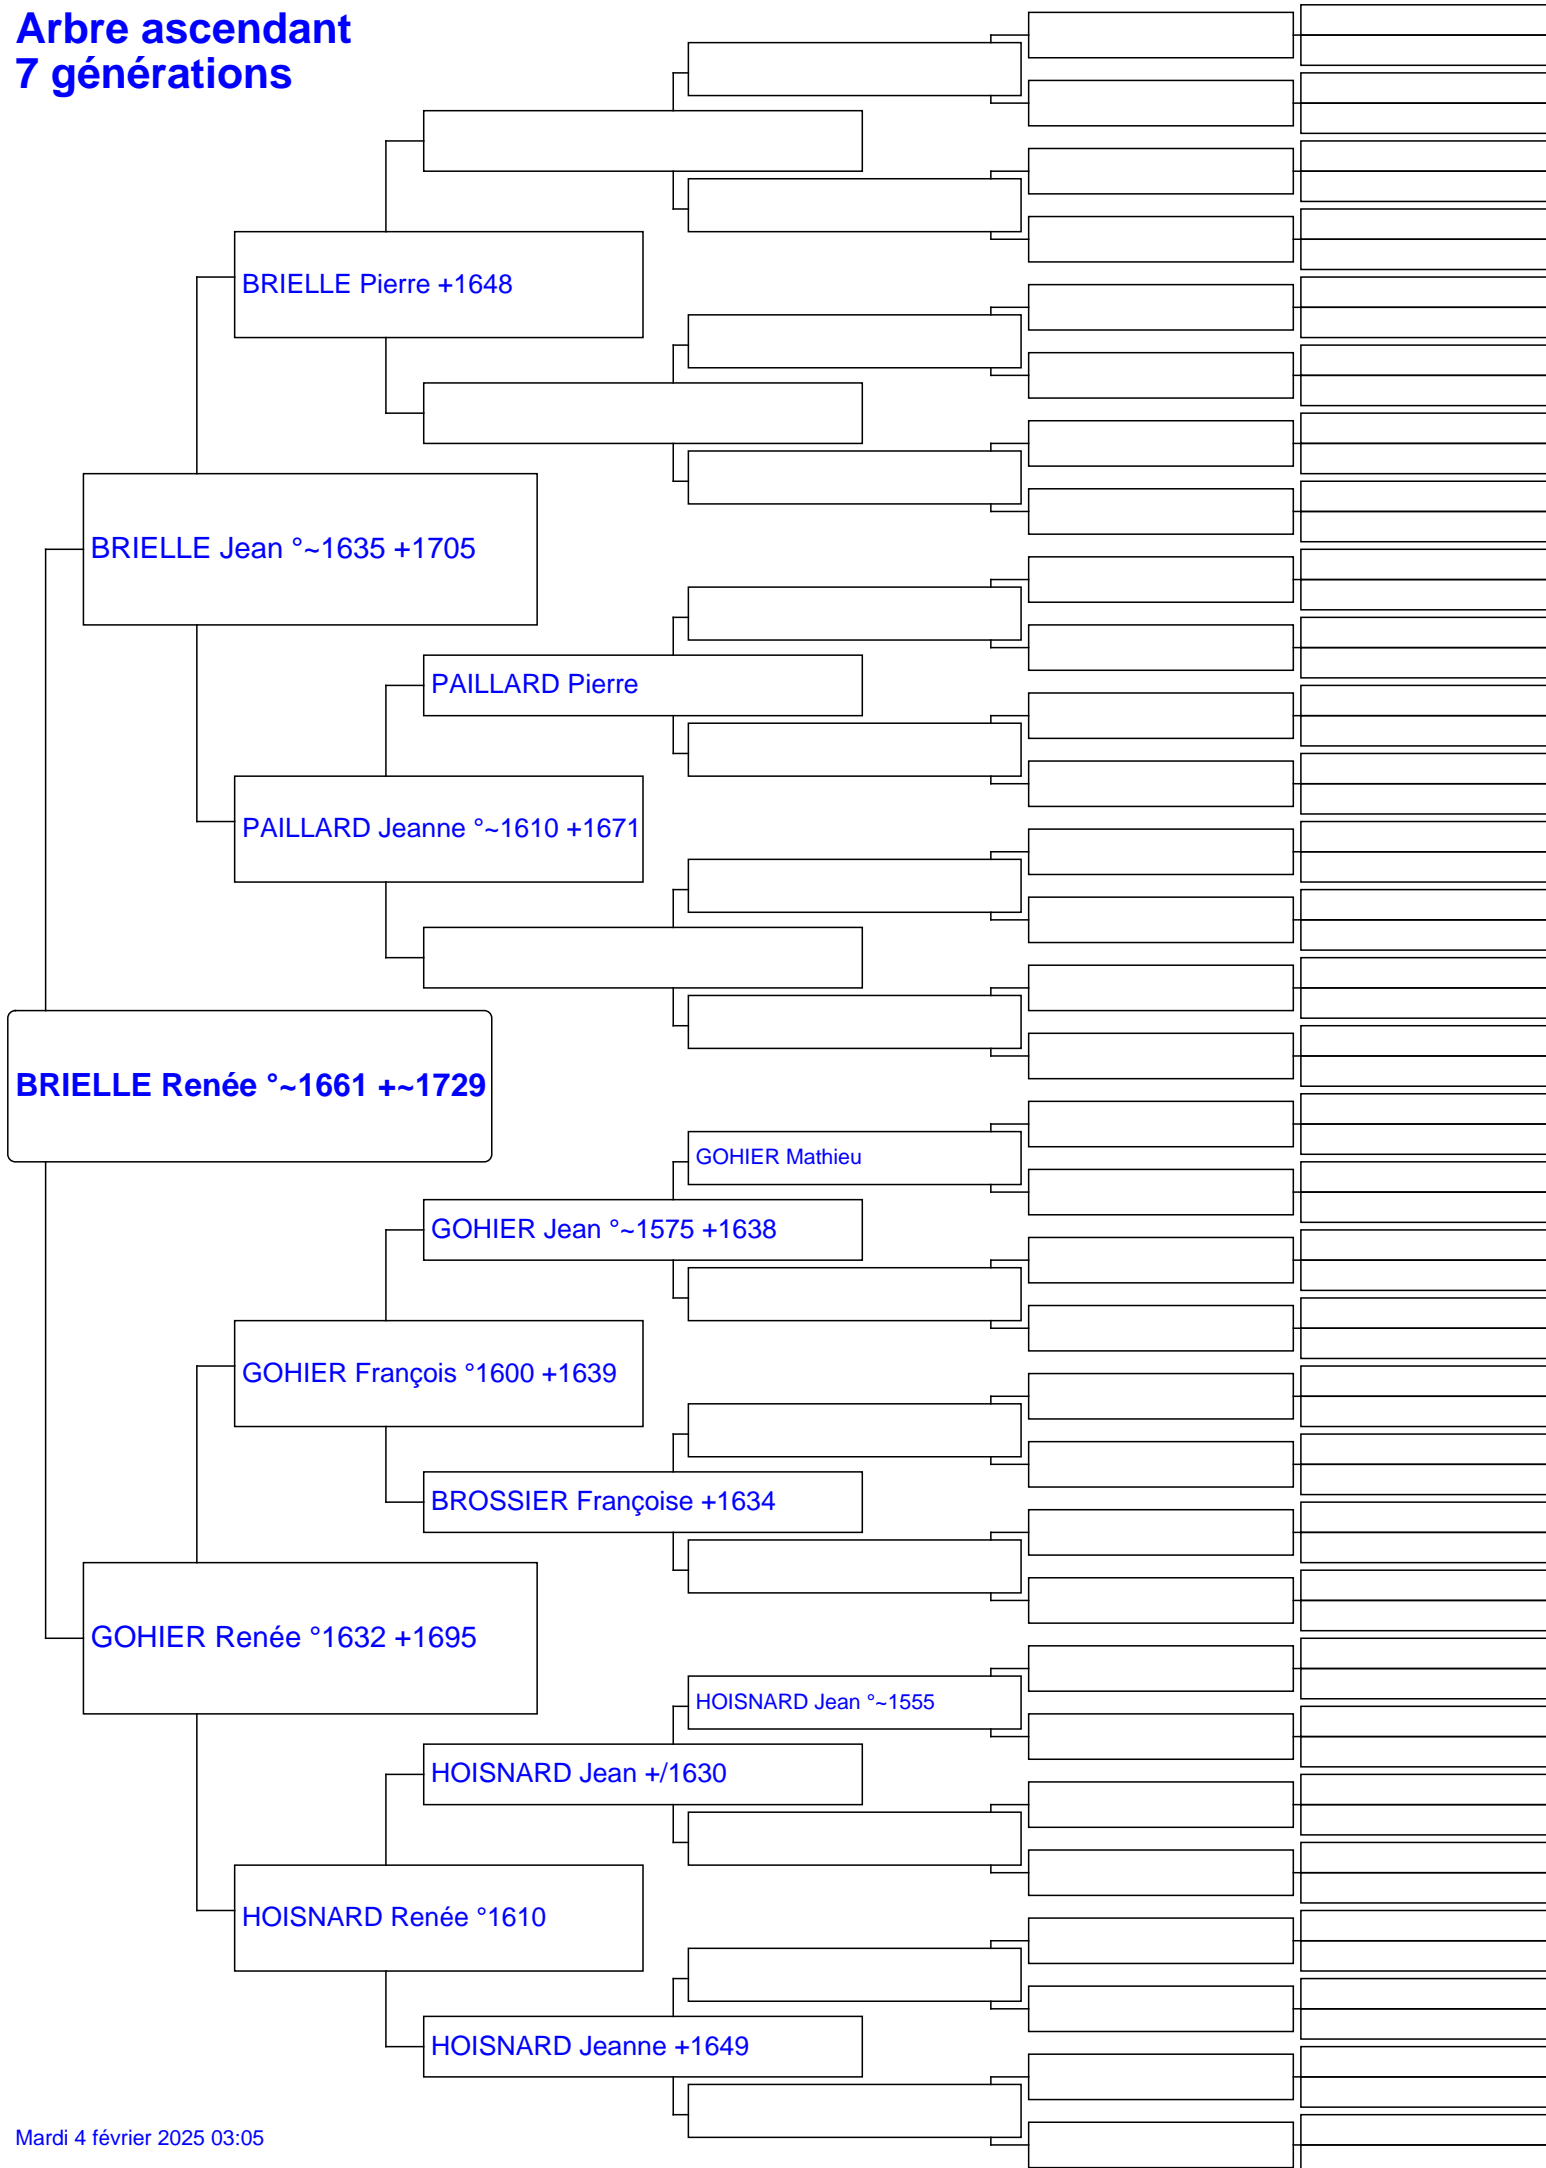 Arbre ascendant
7 générations
BRIELLE Pierre +1648
BRIELLE Jean °~1635 +1705
PAILLARD Pierre
PAILLARD Jeanne °~1610 +1671
BRIELLE Renée °~1661 +~1729
GOHIER Mathieu
GOHIER Jean °~1575 +1638
GOHIER François °1600 +1639
BROSSIER Françoise +1634
GOHIER Renée °1632 +1695
HOISNARD Jean °~1555
HOISNARD Jean +/1630
HOISNARD Renée °1610
HOISNARD Jeanne +1649
Mardi 4 février 2025 03:05